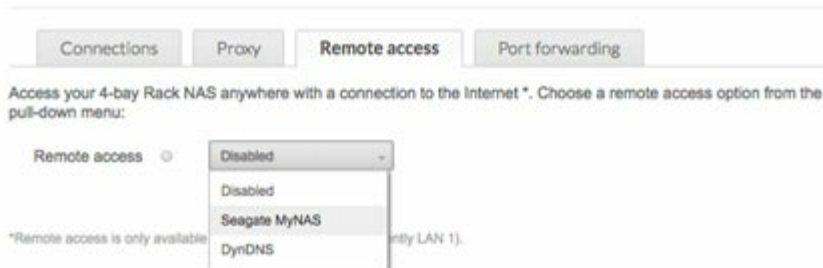 Connections Proxy Remote access Port forwarding
Access your 4-bay Rack NAS anywhere with a connection to the Internet *. Choose a remote access option from the
pull-down menu:
Remote access Disabled
Disabled
Seagate MyNAS
*Remote access is only available ntly LAN 1).
DynDNS